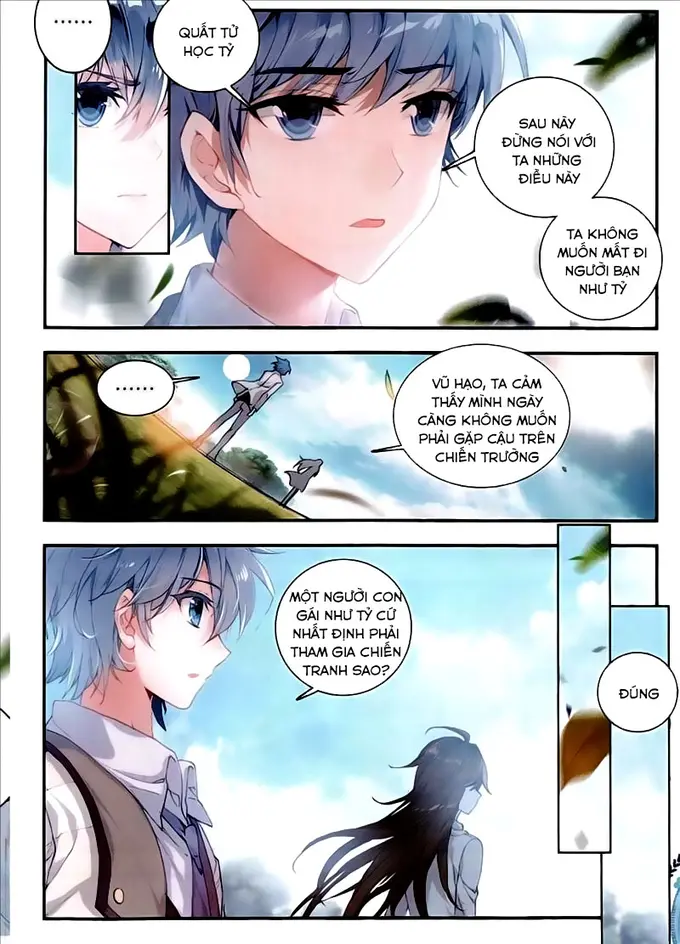 ......
QUẤT TỬ
HỌC TỶ
SAU NÀY
ĐỪNG NÓI VỚI
TA NHỮNG
ĐIỀU NÀY
TA KHÔNG
MUỐN MẤT ĐI
NGƯỜI BẠN
NHƯ TỶ
......
VŨ HẠO, TA CẢM
THẤY MÌNH NGÀY
CÀNG KHÔNG MUỐN
PHẢI GẶP CẬU TRÊN
CHIẾN TRƯỜNG
MỘT NGƯỜI CON
GÁI NHƯ TỶ CỨ
NHẤT ĐỊNH PHẢI
THAM GIA CHIẾN
TRANH SAO?
ĐÚNG